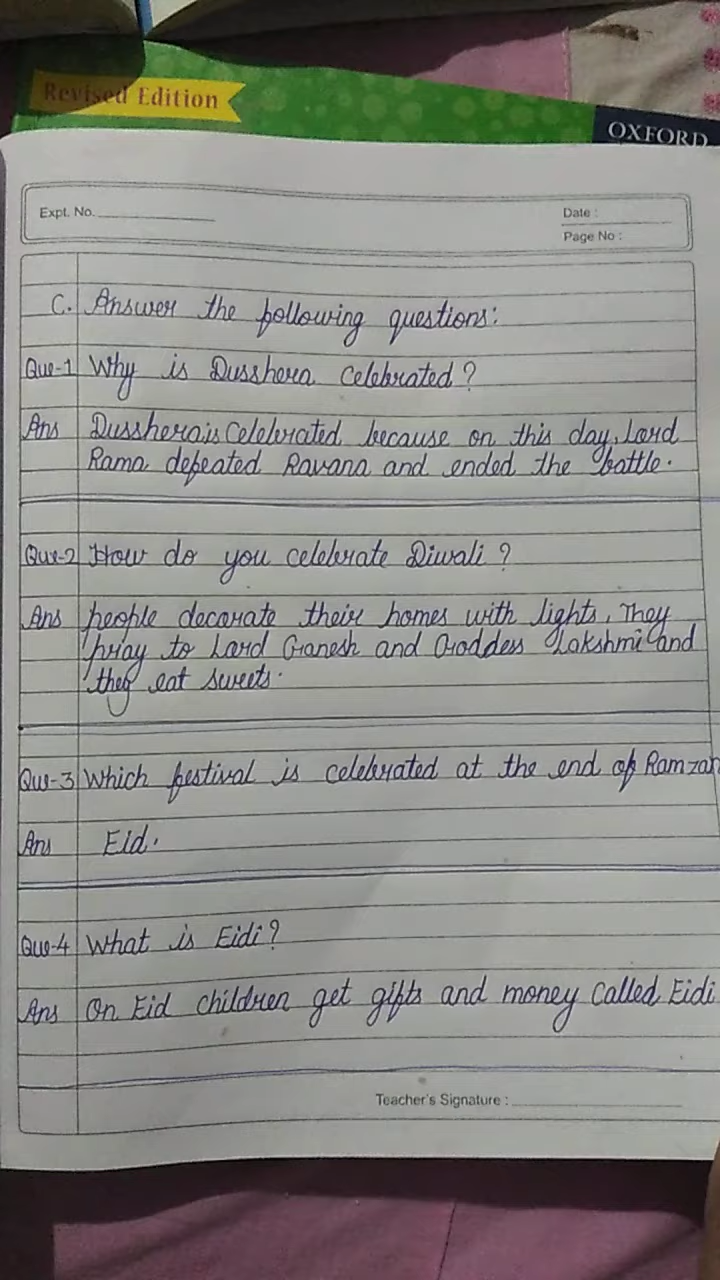 Revised Edition
OXFORD
Expt. No.
Date :
Page No :
C. Answer the following questions:
Que-1 Why is Dusshera celebrated?
Ans Dussherais Celebrated because on this day, Lord
Rama defeated Ravana and ended the battle.
Que-2 How do you celebrate Diwali?
Ans people decorate their homes with lights. They
pray to Lord Ganesh and Goddess Lakshmi and
they eat sweets.
Que-3 Which festival is celebrated at the end of Ramzan
Ans Eid.
Que-4 What is Eidi?
Ans On Eid children get gifts and money Called Eidi
Teacher's Signature :